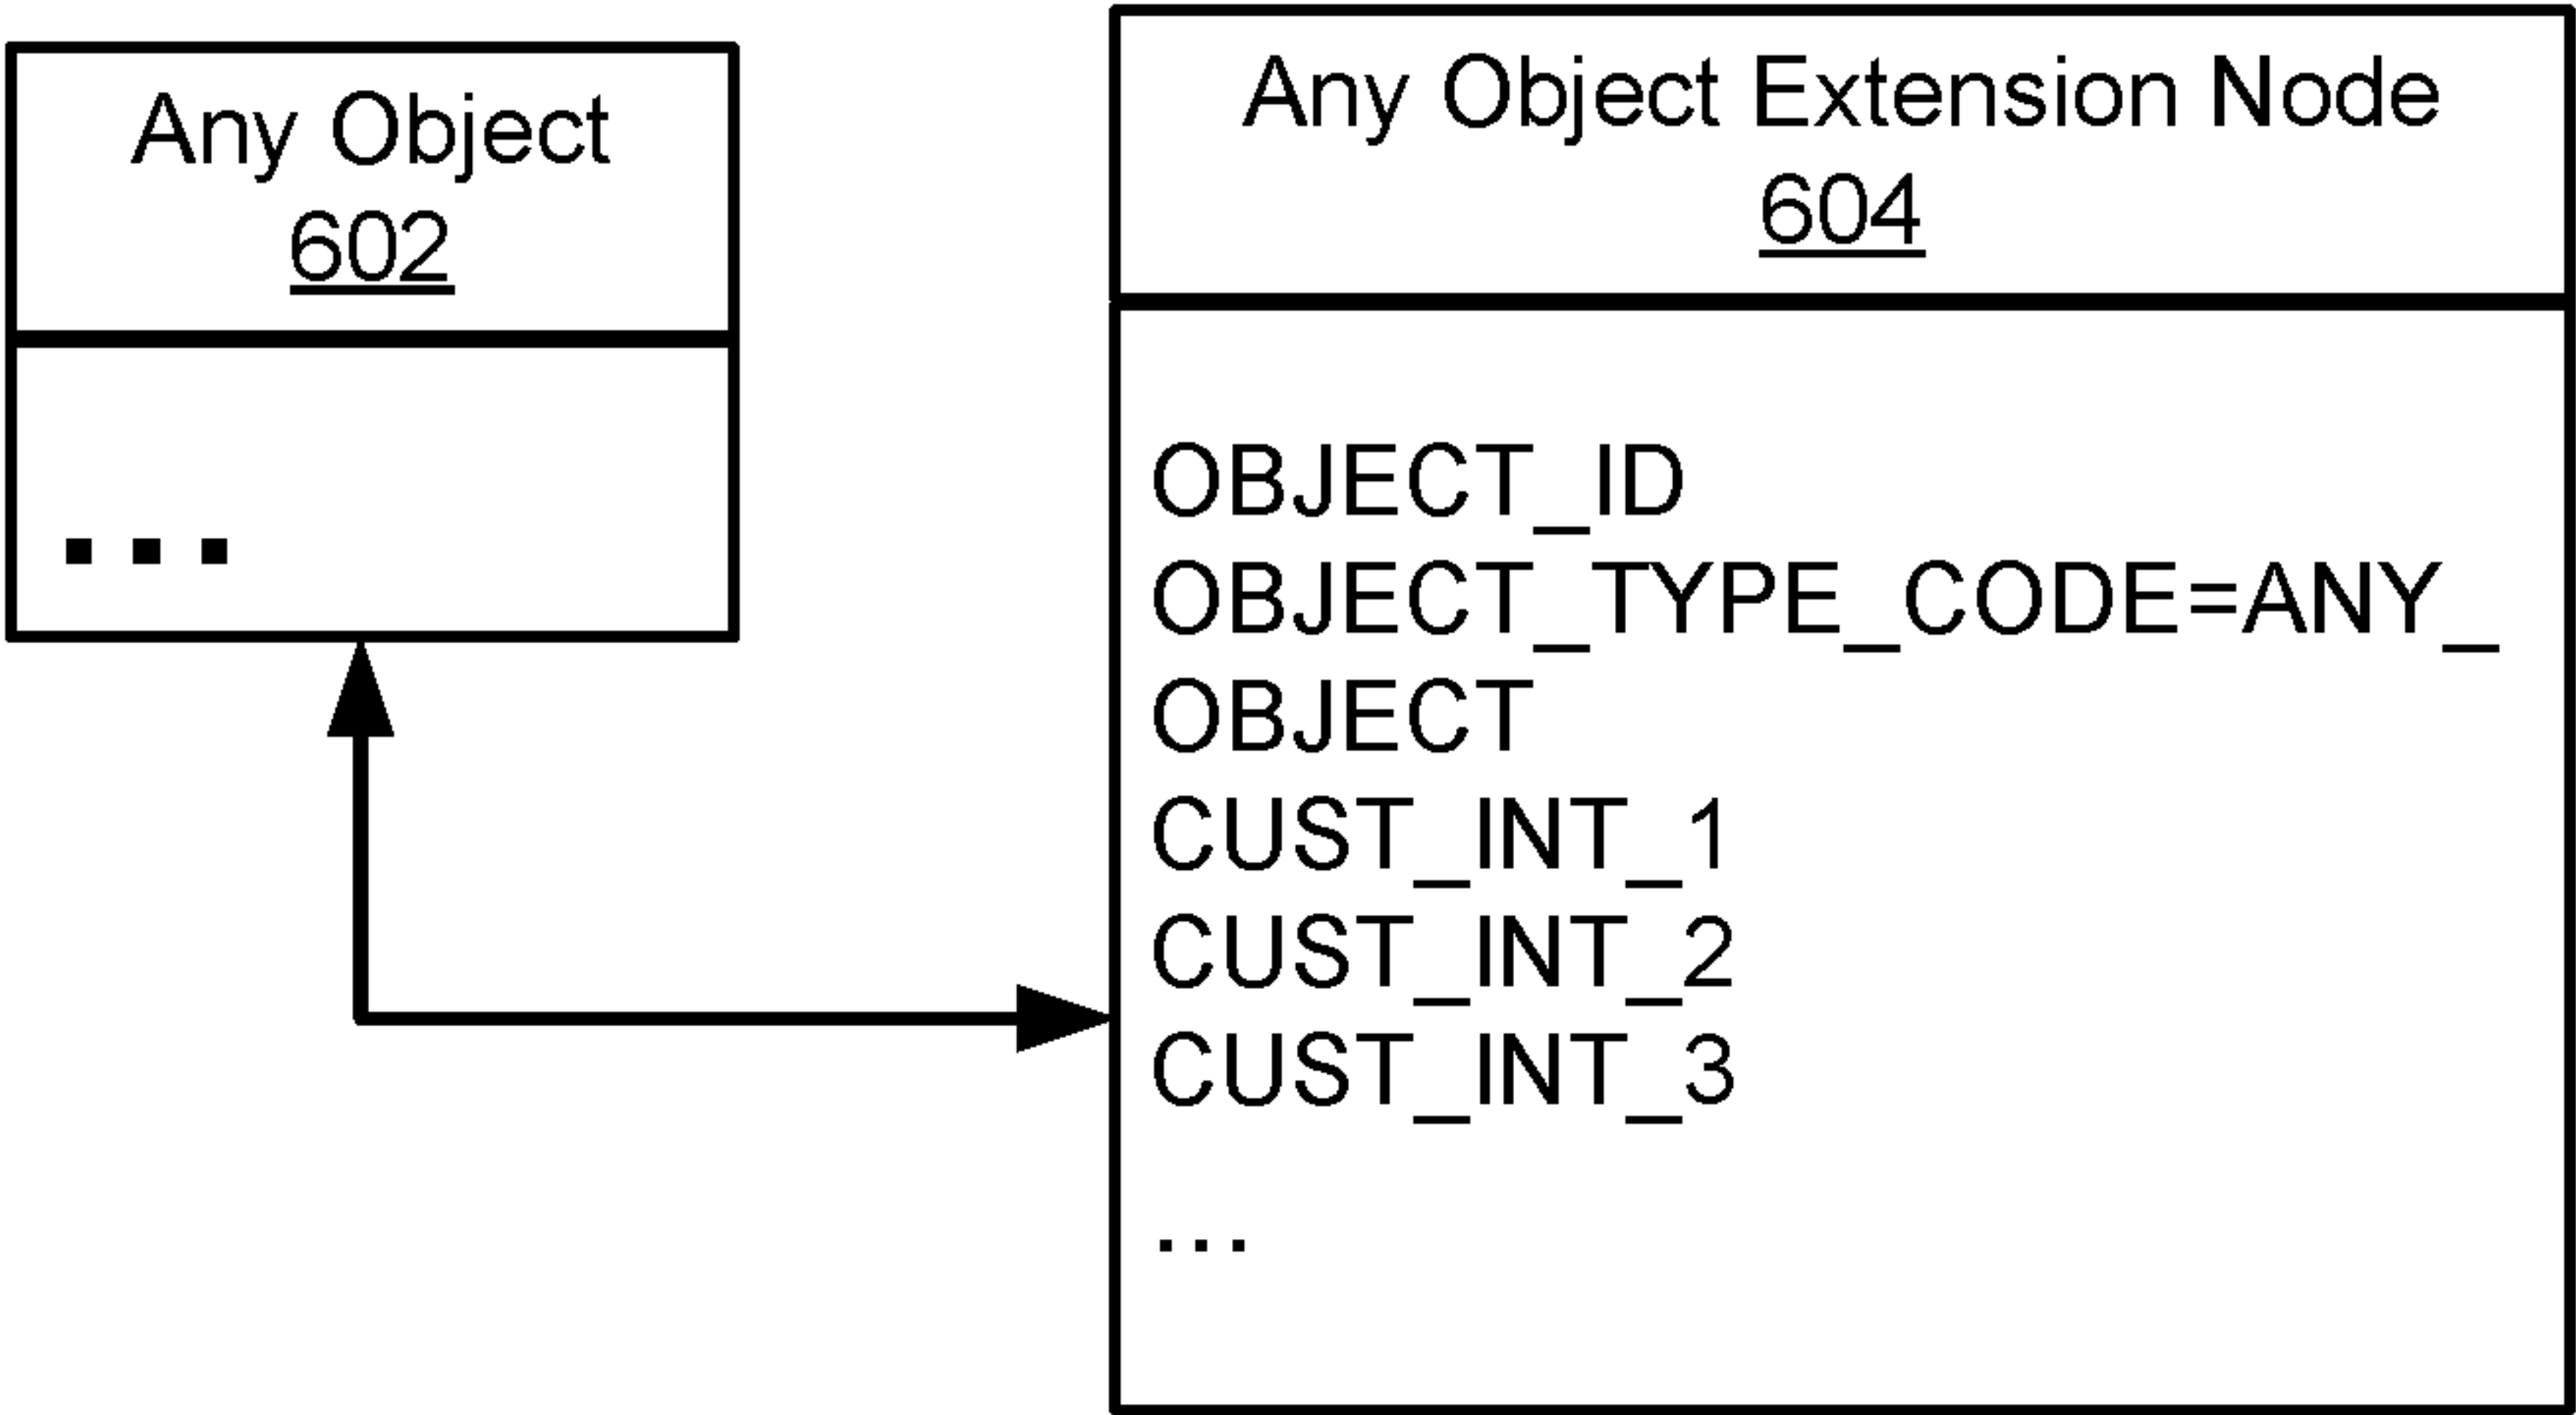 Any Object
602
...
Any Object Extension Node
604
OBJECT_ID
OBJECT_TYPE_CODE=ANY_
OBJECT
CUST_INT_1
CUST_INT_2
CUST_INT_3
...